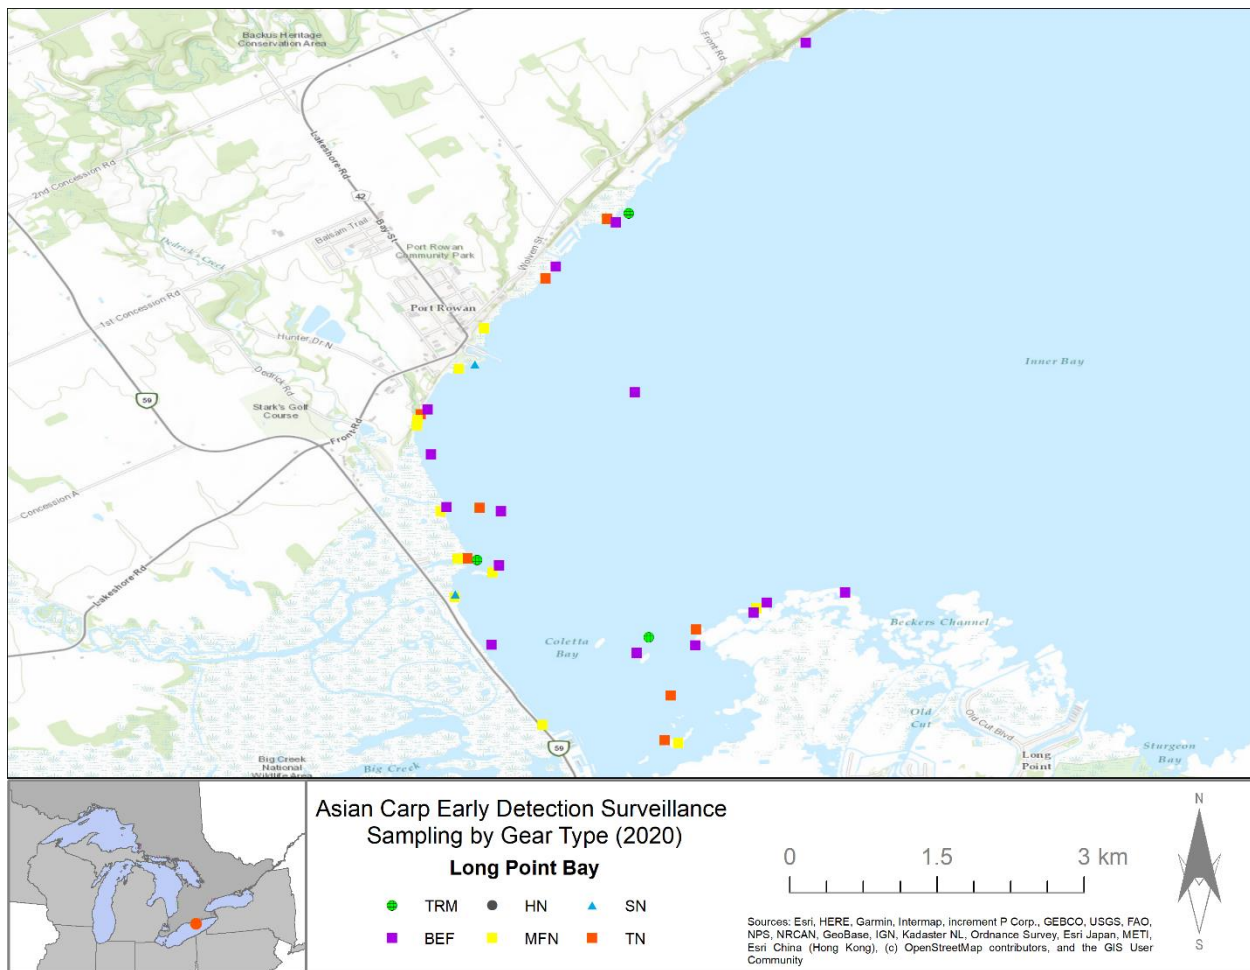 Backus Heritage
Conservation Area
Front Rd
Lakeshore Rd
2nd Concession Rd
42
Bay St
Balsam Trail
Dedrick's Creek
Port Rowan
Community Park
Wolven St
1st Concession Rd
Port Rowan
Hunter Dr N
Inner Bay
59
Dedrick Rd
Stark's Golf
Course
Front Rd
Concession A
Lakeshore Rd
Coletta
Bay
Beckers Channel
Old
Cut
Old Cut Blvd
59
Long
Point
Sturgeon
Bay
Big Creek
National
Wildlife Area
Big Creek
Asian Carp Early Detection Surveillance
Sampling by Gear Type (2020)
Long Point Bay
TRM HN SN
BEF MFN TN
0 1.5 3 km
N
S
Sources: Esri, HERE, Garmin, Intermap, increment P Corp., GEBCO, USGS, FAO,
NPS, NRCAN, GeoBase, IGN, Kadaster NL, Ordnance Survey, Esri Japan, METI,
Esri China (Hong Kong), (c) OpenStreetMap contributors, and the GIS User
Community